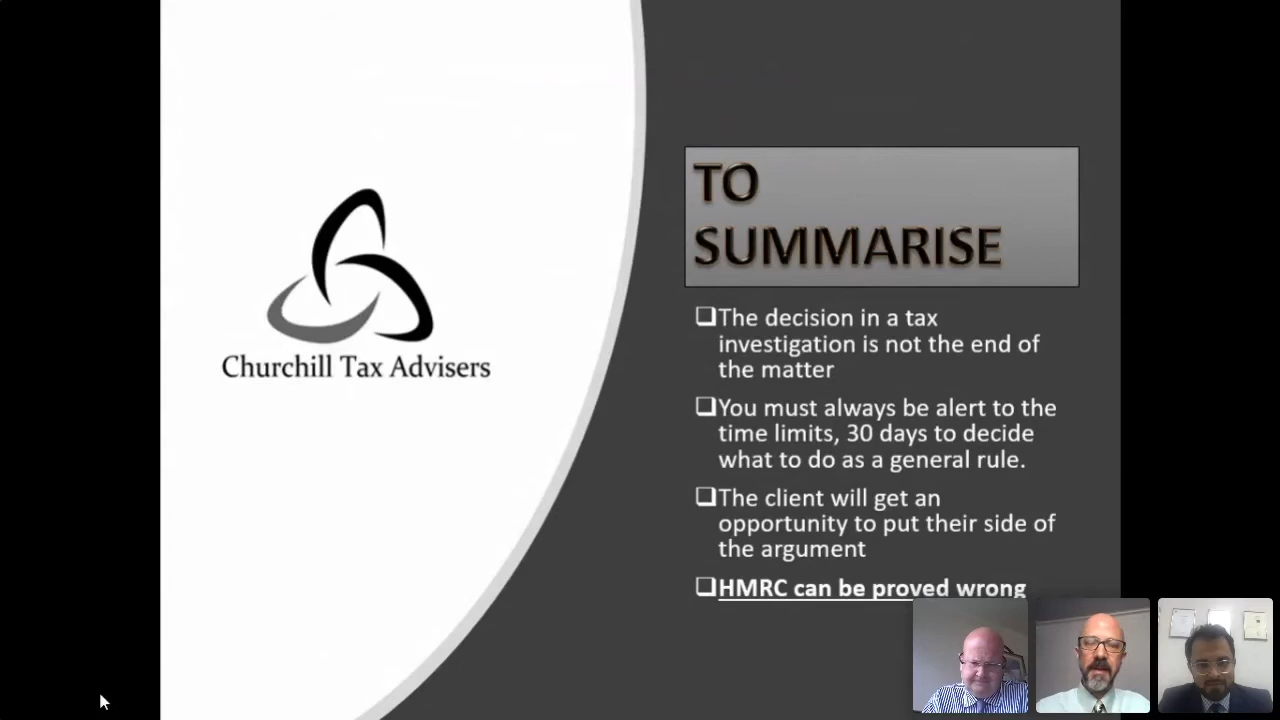 Churchill Tax Advisers
TO
SUMMARISE
❑The decision in a tax
investigation is not the end of
the matter
❑You must always be alert to the
time limits, 30 days to decide
what to do as a general rule.
❑The client will get an
opportunity to put their side of
the argument
❑HMRC can be proved wrong